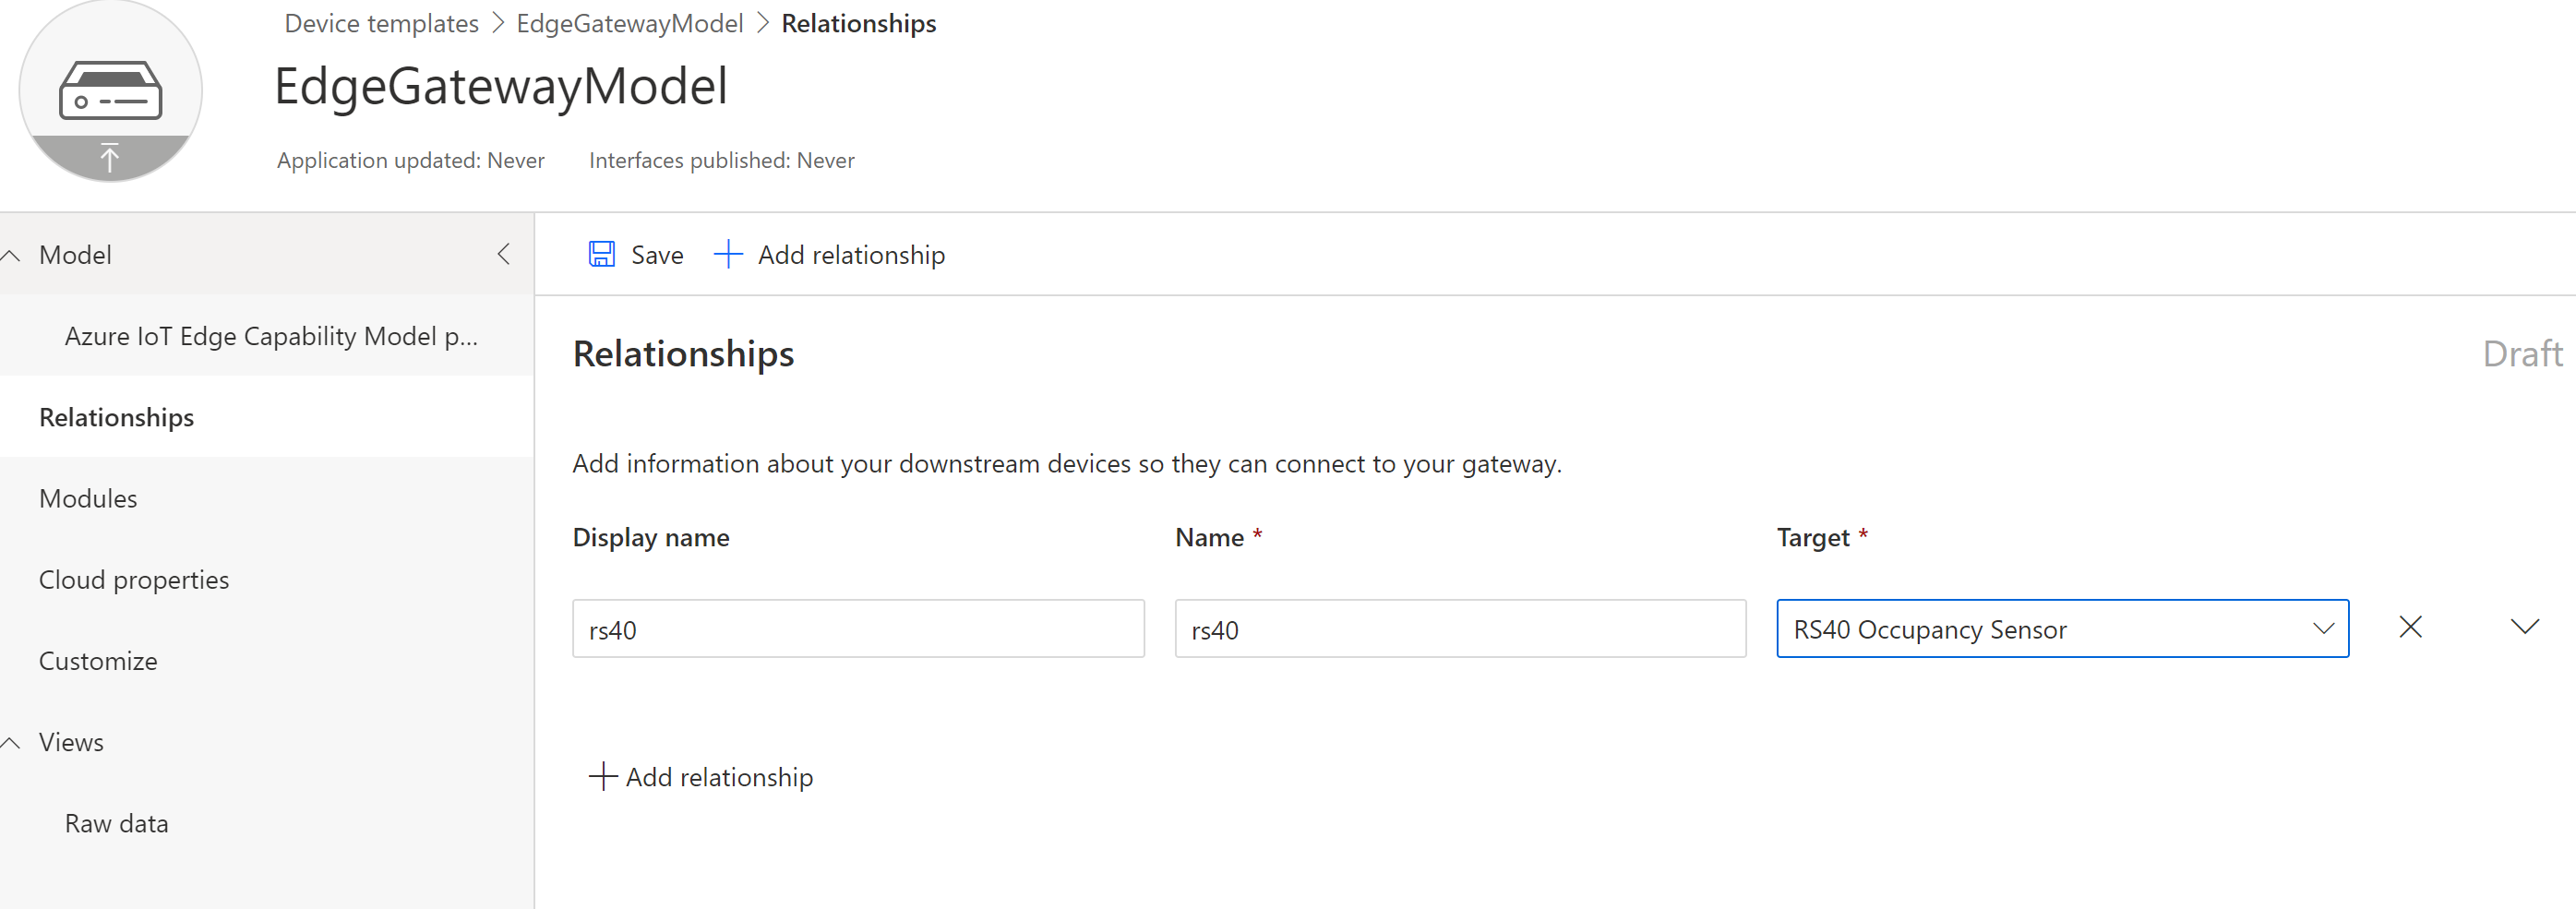 Device templates > EdgeGatewayModel > Relationships
EdgeGatewayModel
Application updated: Never Interfaces published: Never
Model
Azure IoT Edge Capability Model p...
Relationships
Modules
Cloud properties
Customize
Views
Raw data
Save Add relationship
Relationships
Draft
Add information about your downstream devices so they can connect to your gateway.
Display name Name * Target *
rs40 rs40 RS40 Occupancy Sensor
Add relationship